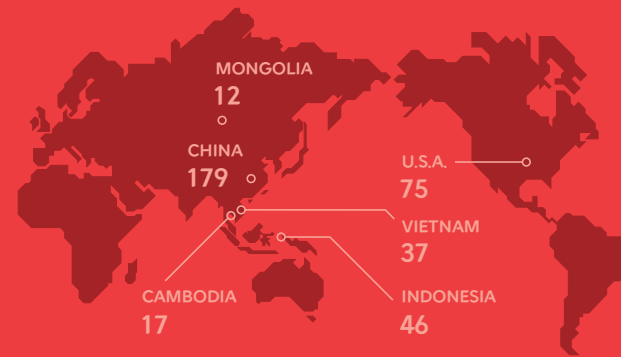 MONGOLIA
12
CHINA
179
U.S.A.
75
VIETNAM
37
CAMBODIA
17
INDONESIA
46